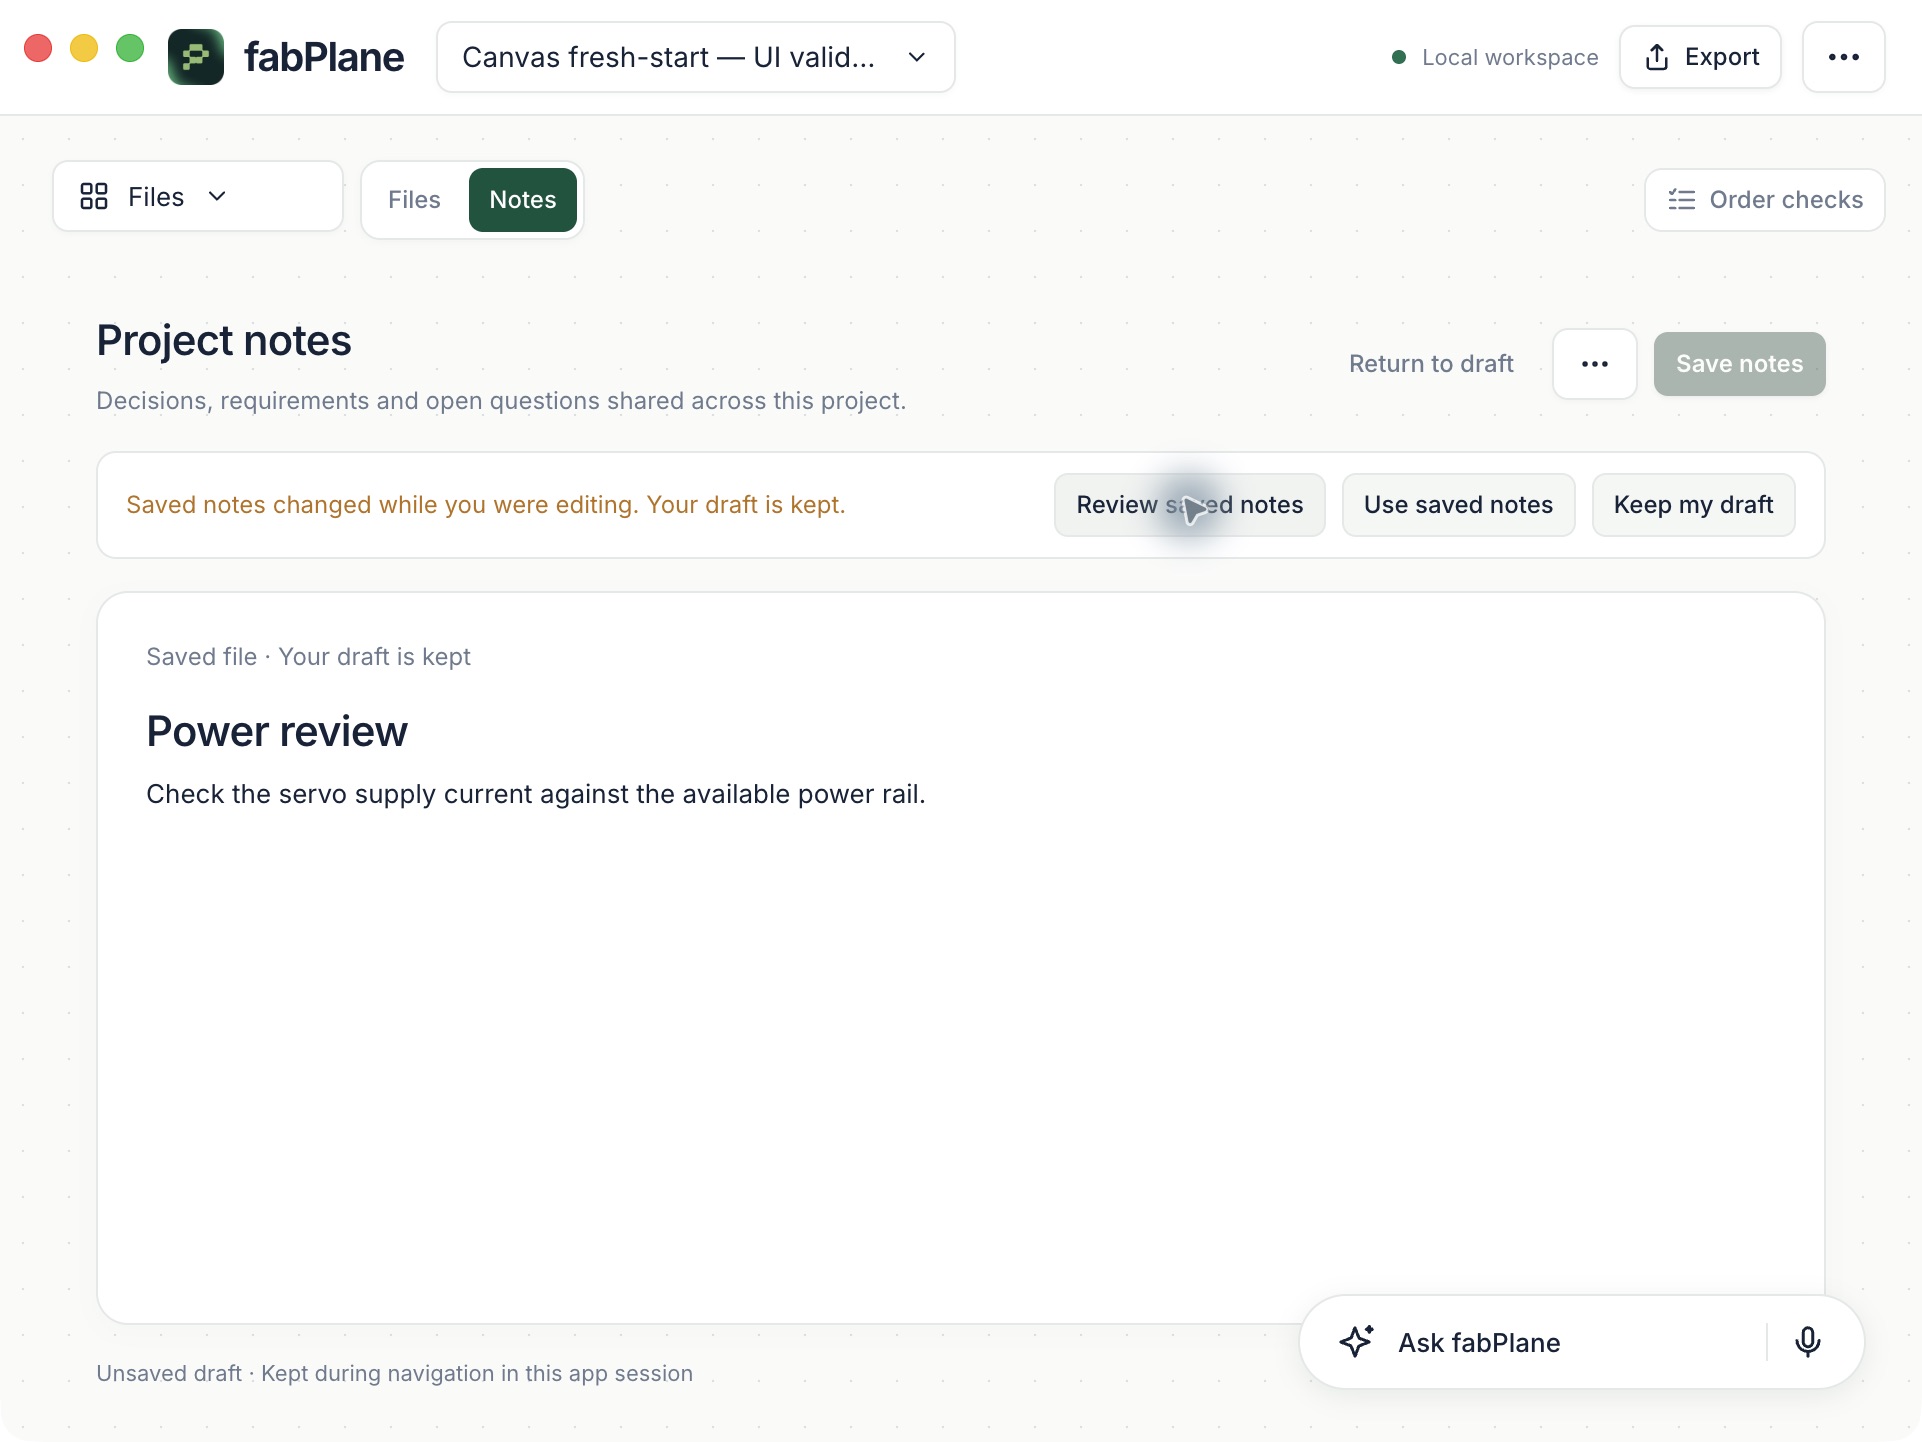 fabPlane
Canvas fresh-start — UI valid...
Local workspace
Export
Files
Files
Notes
Order checks
Project notes
Decisions, requirements and open questions shared across this project.
Return to draft
Save notes
Saved notes changed while you were editing. Your draft is kept.
Review saved notes
Use saved notes
Keep my draft
Saved file · Your draft is kept
Power review
Check the servo supply current against the available power rail.
Unsaved draft · Kept during navigation in this app session
Ask fabPlane